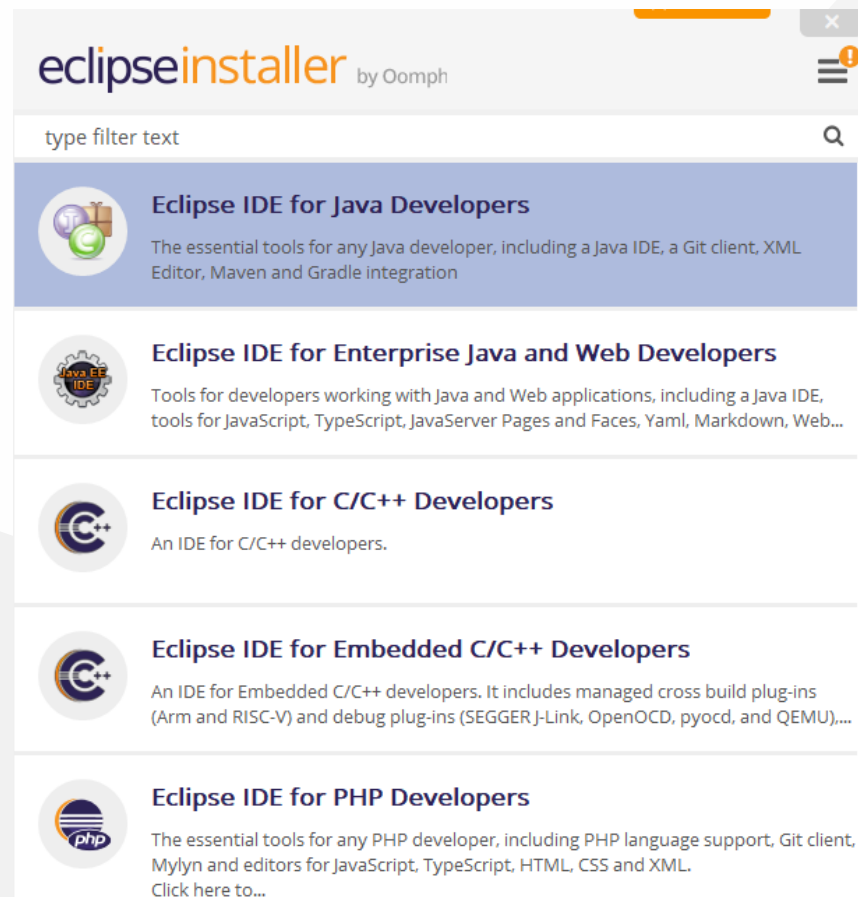 eclipseinstaller by Oomph
type filter text
Eclipse IDE for Java Developers
The essential tools for any Java developer, including a Java IDE, a Git client, XML
Editor, Maven and Gradle integration
Java EE
IDE
Eclipse IDE for Enterprise Java and Web Developers
Tools for developers working with Java and Web applications, including a Java IDE,
tools for JavaScript, TypeScript, JavaServer Pages and Faces, Yaml, Markdown, Web...
C++
Eclipse IDE for C/C++ Developers
An IDE for C/C++ developers.
C++
Eclipse IDE for Embedded C/C++ Developers
An IDE for Embedded C/C++ developers. It includes managed cross build plug-ins
(Arm and RISC-V) and debug plug-ins (SEGGER J-Link, OpenOCD, pyocd, and QEMU),...
php
Eclipse IDE for PHP Developers
The essential tools for any PHP developer, including PHP language support, Git client,
Mylyn and editors for JavaScript, TypeScript, HTML, CSS and XML.
Click here to...